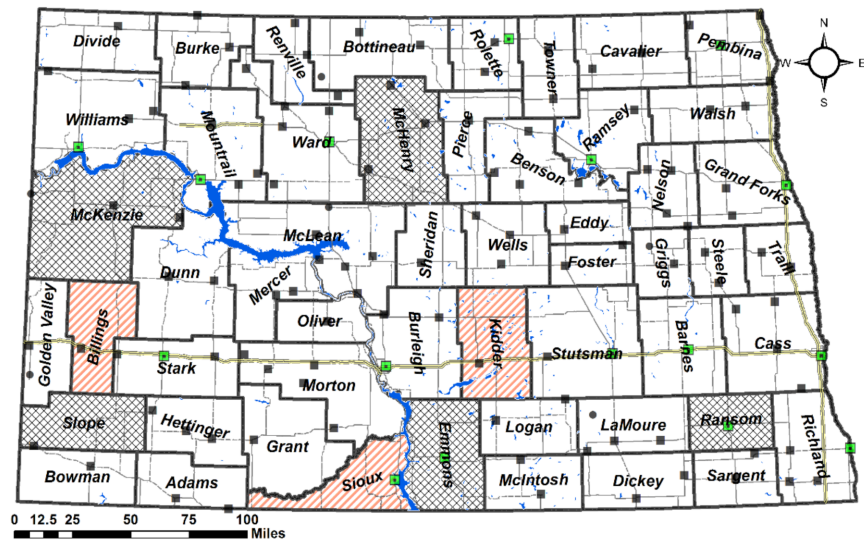 N
W E
S
Divide
Burke
Renville
Bottineau
Rolette
Towner
Cavalier
Pembina
Williams
Mountrail
Ward
McHenry
Pierce
Benson
Ramsey
Walsh
Nelson
Grand Forks
McKenzie
Dunn
McLean
Mercer
Sheridan
Wells
Eddy
Foster
Griggs
Steele
Traill
Golden Valley
Billings
Stark
Oliver
Morton
Burleigh
Kidder
Stutsman
Barnes
Cass
Slope
Hettinger
Grant
Sioux
Emmons
Logan
LaMoure
Ransom
Richland
Bowman
Adams
McIntosh
Dickey
Sargent
0 12.5 25 50 75 100
Miles